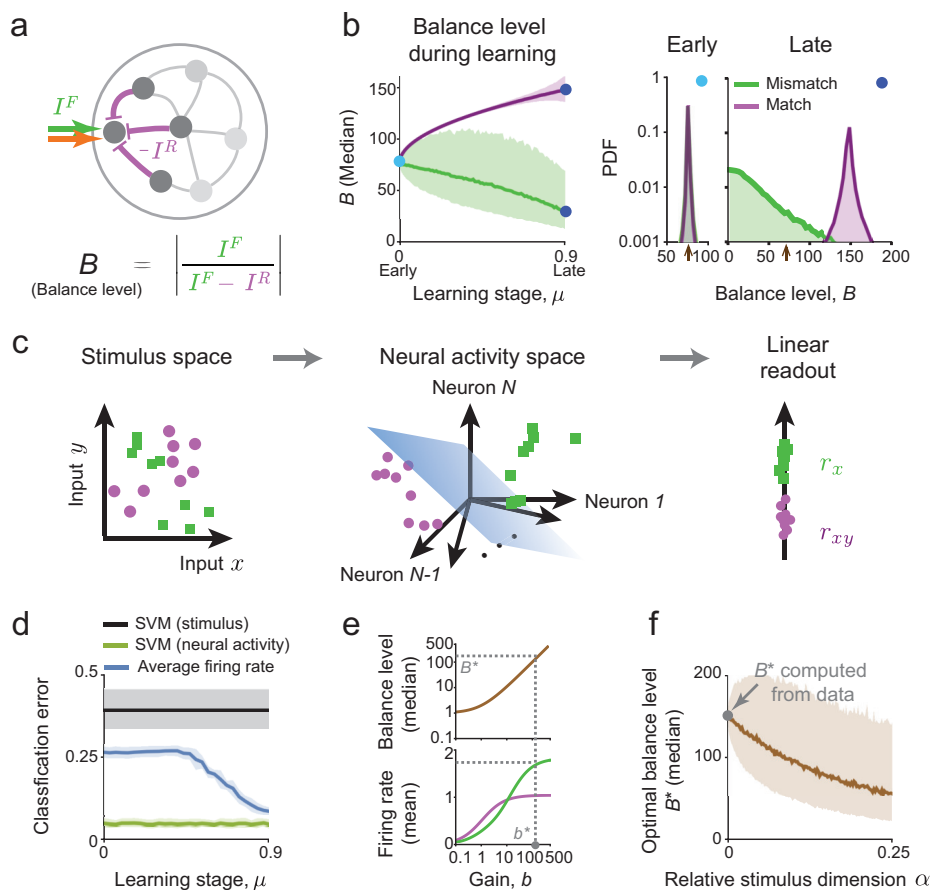 a
I^F
-I^R
B = | I^F / (I^F − I^R) |
(Balance level)
b
Balance level
during learning
B (Median)
150
100
50
0
0.9
Early
Late
Learning stage, μ
Early
Late
PDF
1
0.1
0.01
0.001
Mismatch
Match
50
100
0
50
100
150
200
Balance level, B
c
Stimulus space
Neural activity space
Linear
readout
Input y
Input x
Neuron N
Neuron 1
Neuron N-1
r_x
r_xy
d
SVM (stimulus)
SVM (neural activity)
Average firing rate
Classfication error
0.5
0.25
0
0
0.9
Learning stage, μ
e
Balance level
(median)
500
100
10
1
0.1
B*
Firing rate
(mean)
2
1
0
b*
0.1
1
10
100
500
Gain, b
f
Optimal balance level
B* (median)
200
100
0
B* computed
from data
0
0.25
Relative stimulus dimension α